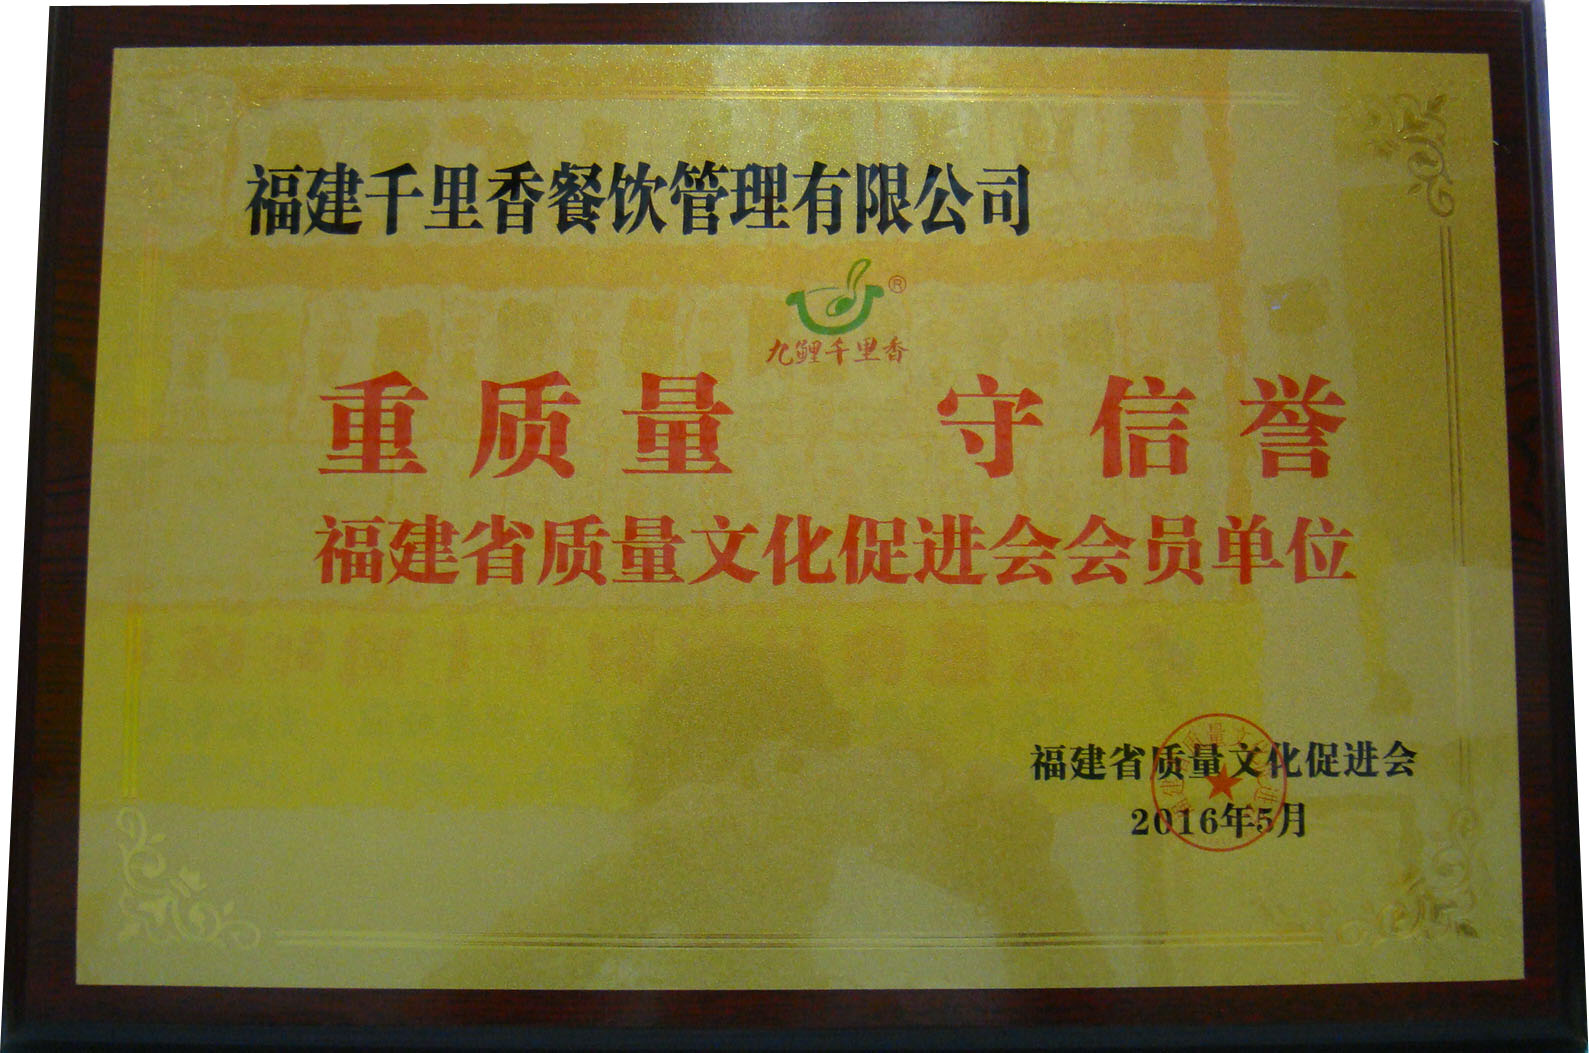 福建千里香餐饮管理有限公司
®
九鲤千里香
重质量 守信誉
福建省质量文化促进会会员单位
福建省质量文化促进会
2016年5月